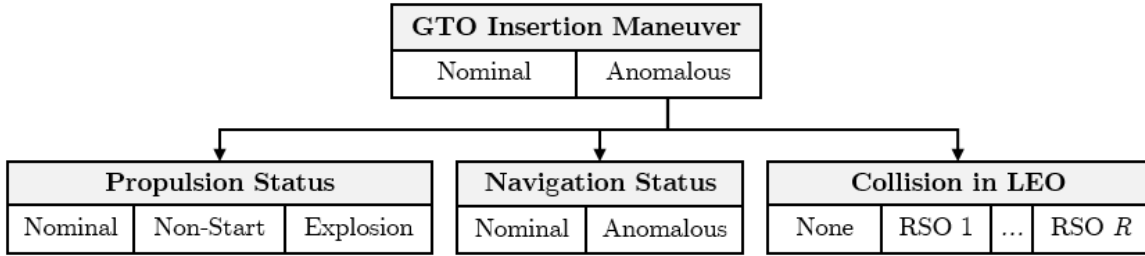 GTO Insertion Maneuver
Nominal Anomalous
Propulsion Status
Nominal Non-Start Explosion
Navigation Status
Nominal Anomalous
Collision in LEO
None RSO 1 ... RSO R